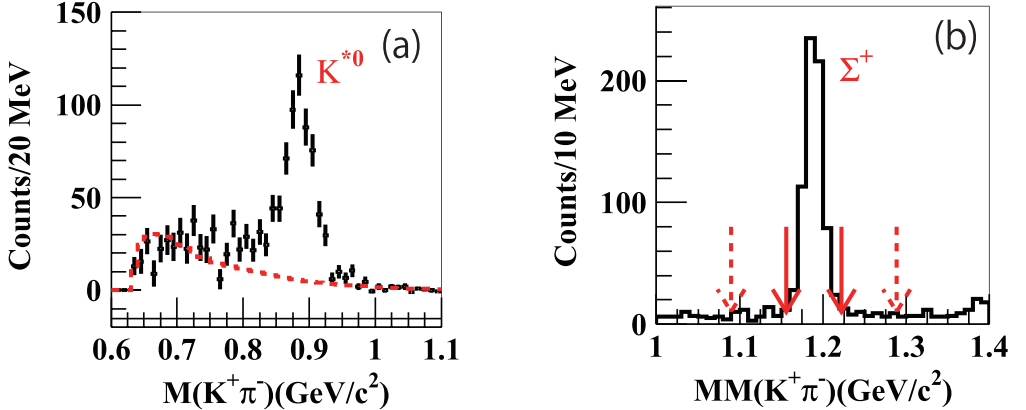 150
100
50
0
Counts/20 MeV
(a)
K*0
0.6 0.7 0.8 0.9 1 1.1
M(K+π-)(GeV/c2)
200
100
0
Counts/10 MeV
(b)
Σ+
1 1.1 1.2 1.3 1.4
MM(K+π-)(GeV/c2)